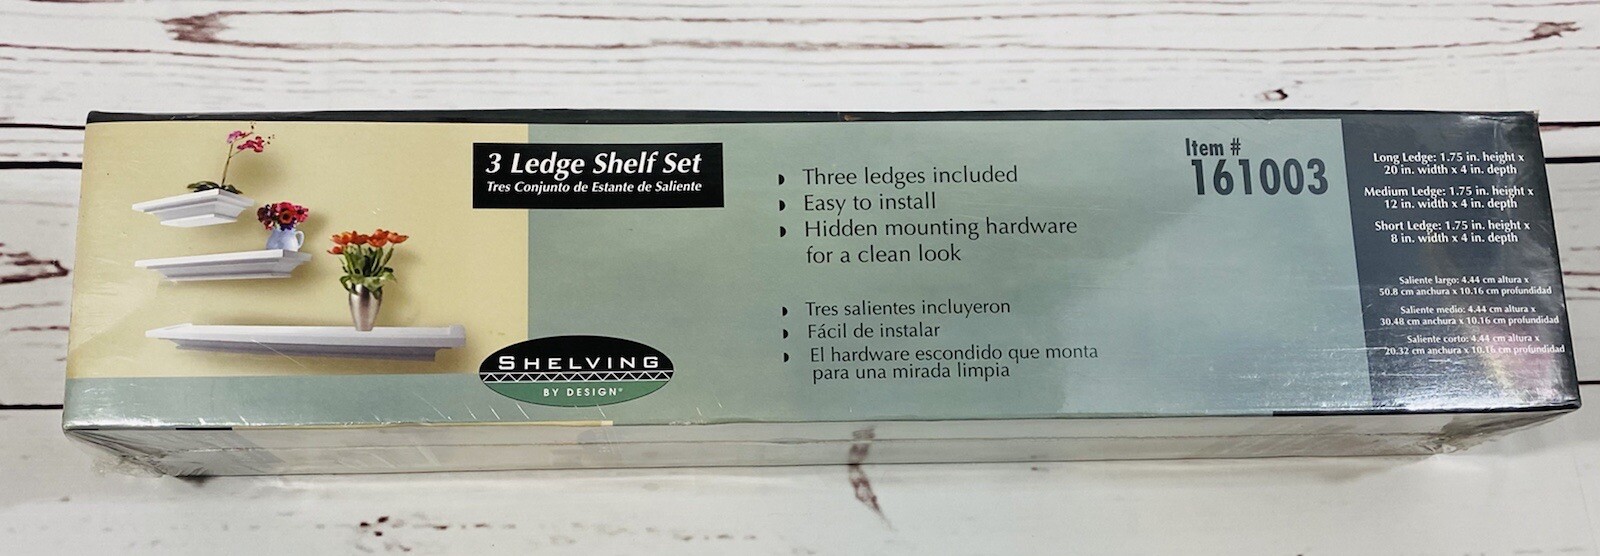 3 Ledge Shelf Set
Tres Conjunto de Estante de Saliente
SHELVING
BY DESIGN®
Three ledges included
Easy to install
Hidden mounting hardware
for a clean look
Tres salientes incluyeron
Fácil de instalar
El hardware escondido que monta
para una mirada limpia
Item #
161003
Long Ledge: 1.75 in. height x
20 in. width x 4 in. depth
Medium Ledge: 1.75 in. height x
12 in. width x 4 in. depth
Short Ledge: 1.75 in. height x
8 in. width x 4 in. depth
Saliente largo: 4.44 cm altura x
50.8 cm anchura x 10.16 cm profundidad
Saliente medio: 4.44 cm altura x
30.48 cm anchura x 10.16 cm profundidad
Saliente corto: 4.44 cm altura x
20.32 cm anchura x 10.16 cm profundidad